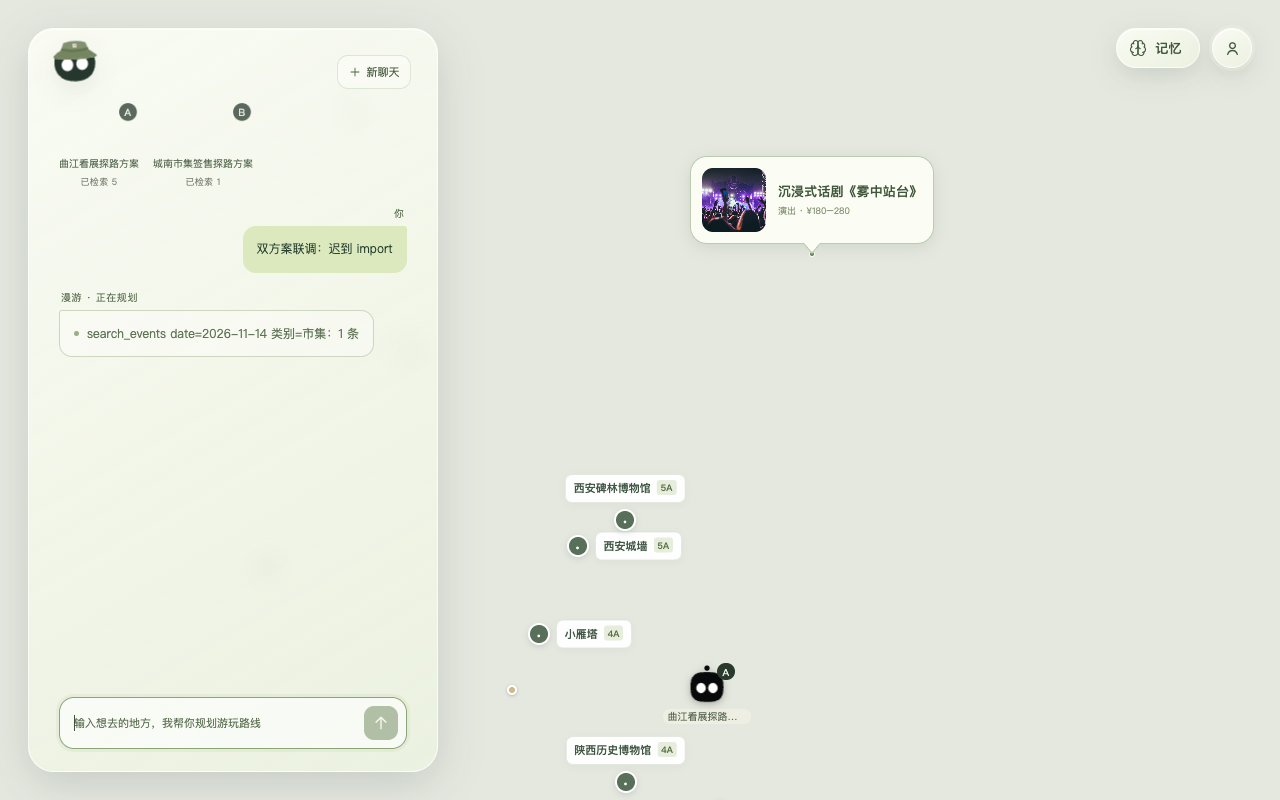 新聊天
A
B
曲江看展探路方案
已检索 5
城南市集签售探路方案
已检索 1
你
双方案联调：迟到 import
漫游 · 正在规划
search_events date=2026-11-14 类别=市集：1 条
输入想去的地方，我帮你规划游玩路线
记忆
沉浸式话剧《雾中站台》
演出 · ¥180—280
西安碑林博物馆 5A
西安城墙 5A
小雁塔 4A
A
曲江看展探路…
陕西历史博物馆 4A